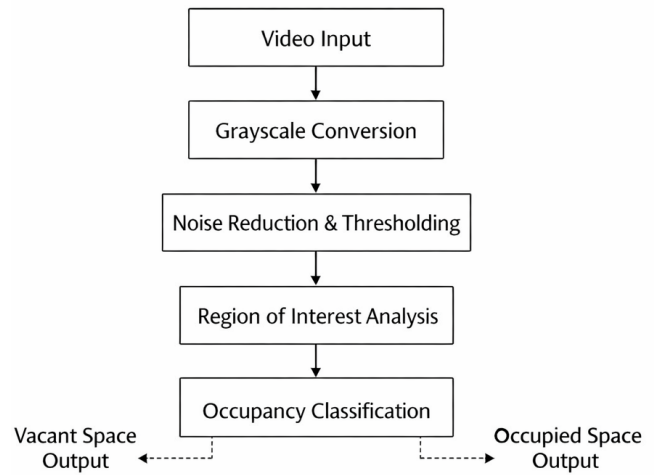 Video Input
Grayscale Conversion
Noise Reduction & Thresholding
Region of Interest Analysis
Occupancy Classification
Vacant Space
Output
Occupied Space
Output